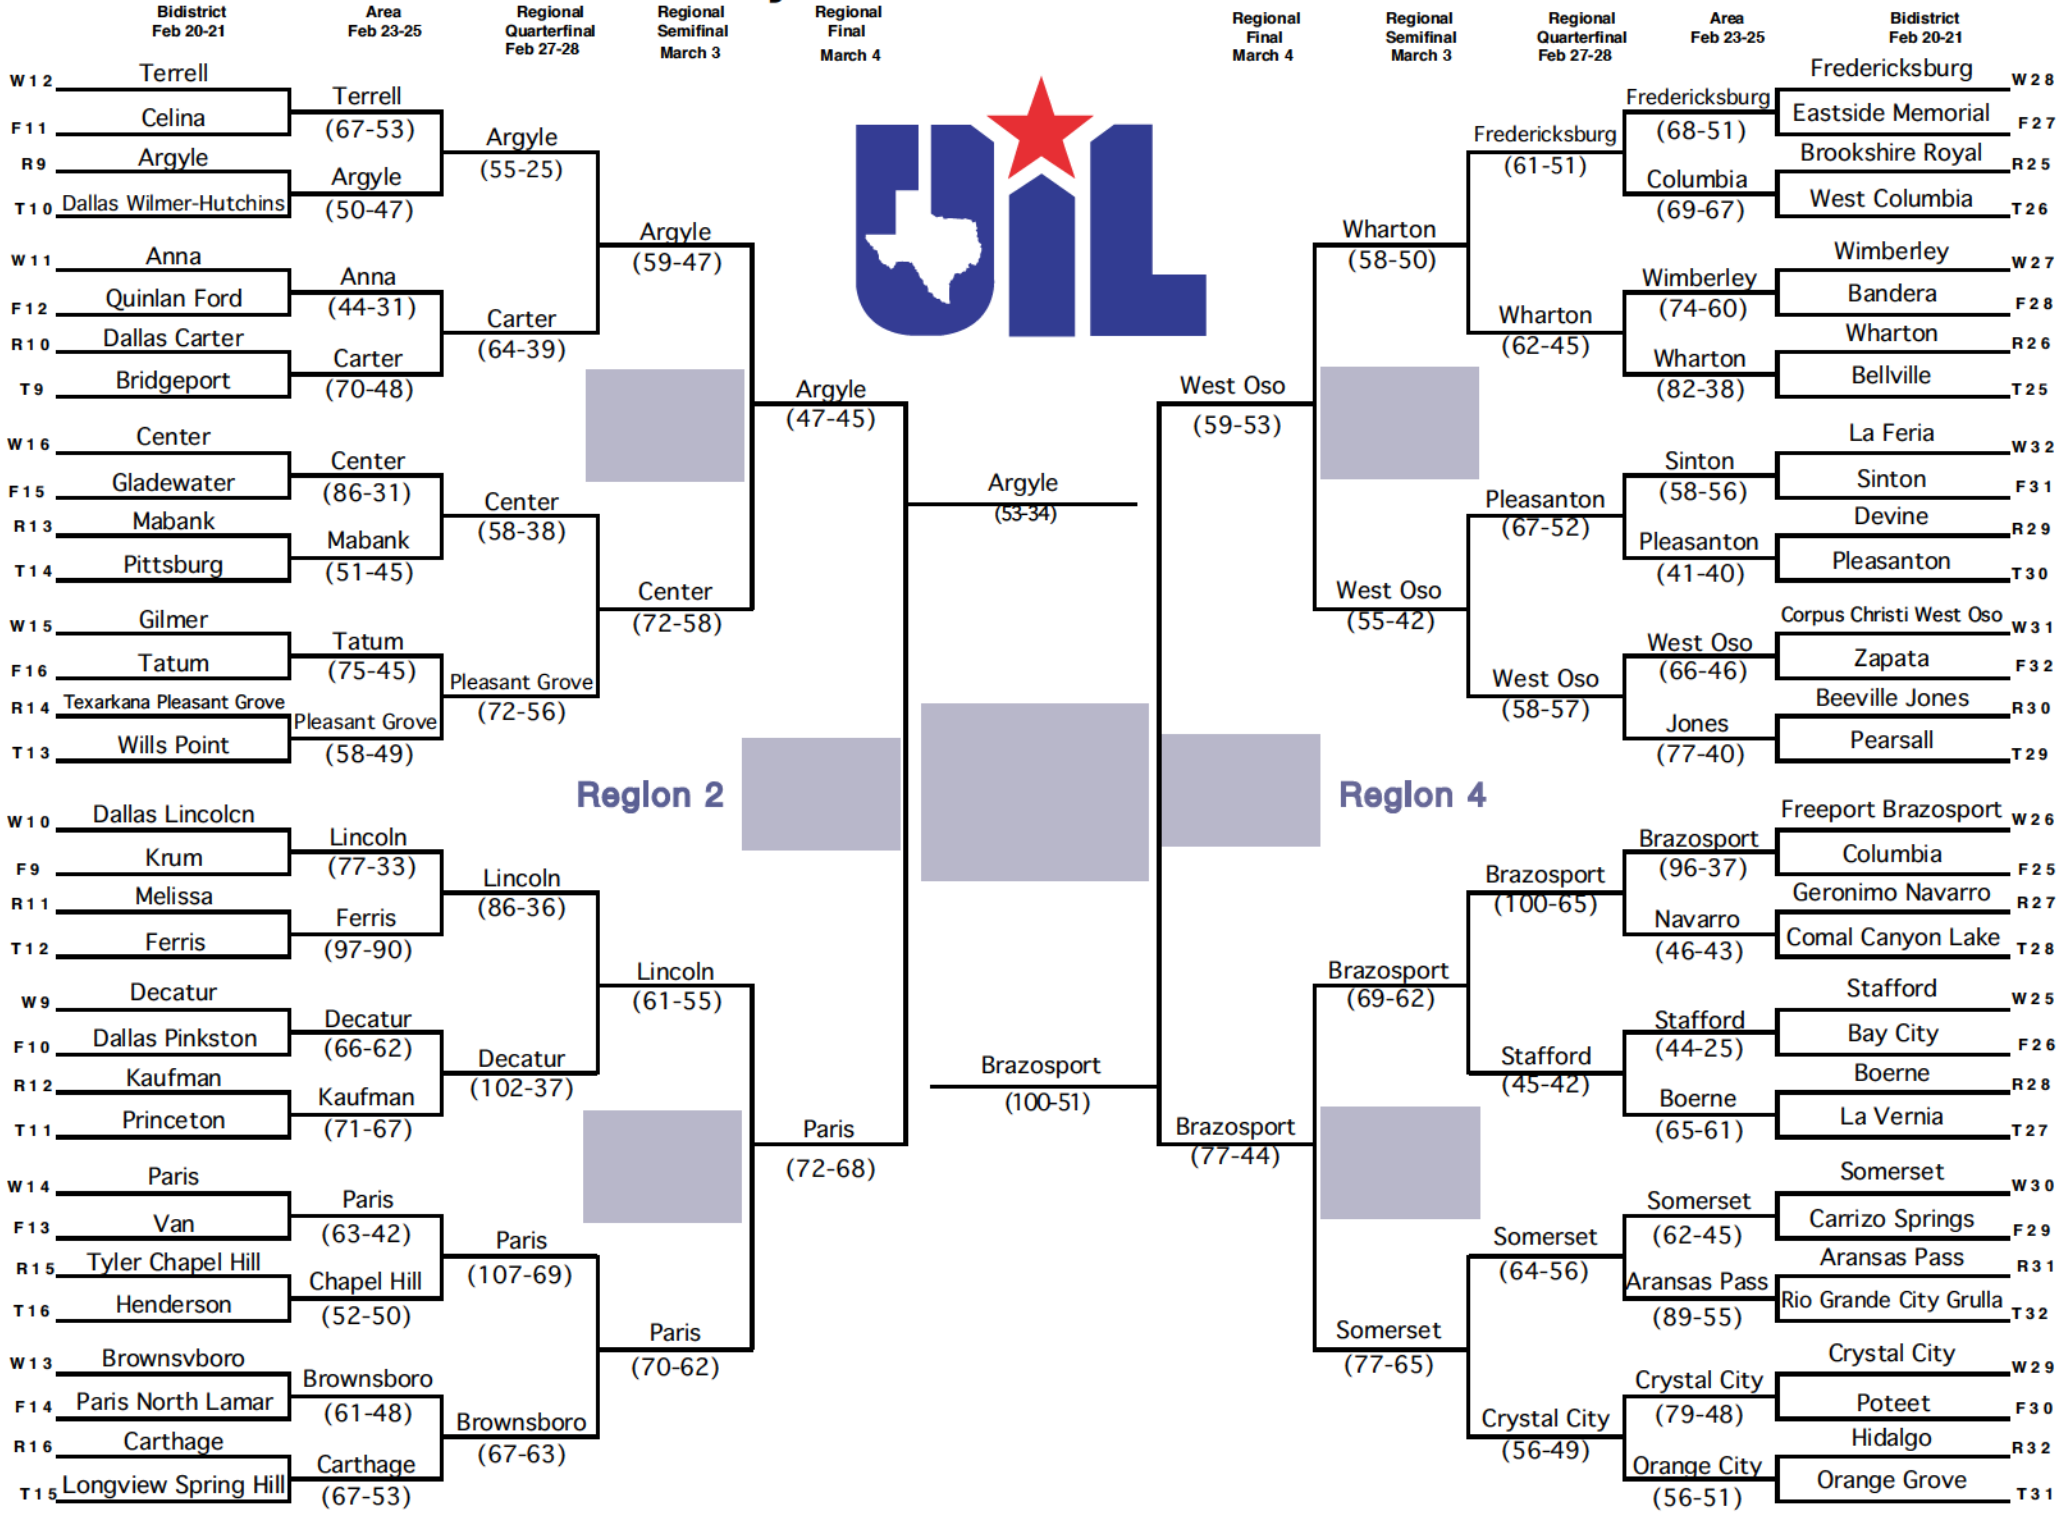 Bidistrict
Feb 20-21
Area
Feb 23-25
Regional
Quarterfinal
Feb 27-28
Regional
Semifinal
March 3
Regional
Final
March 4
Regional
Final
March 4
Regional
Semifinal
March 3
Regional
Quarterfinal
Feb 27-28
Area
Feb 23-25
Bidistrict
Feb 20-21
UIL
W12 Terrell
F11 Celina
R9 Argyle
T10 Dallas Wilmer-Hutchins
W11 Anna
F12 Quinlan Ford
R10 Dallas Carter
T9 Bridgeport
W16 Center
F15 Gladewater
R13 Mabank
T14 Pittsburg
W15 Gilmer
F16 Tatum
R14 Texarkana Pleasant Grove
T13 Wills Point
W10 Dallas Lincolcn
F9 Krum
R11 Melissa
T12 Ferris
W9 Decatur
F10 Dallas Pinkston
R12 Kaufman
T11 Princeton
W14 Paris
F13 Van
R15 Tyler Chapel Hill
T16 Henderson
W13 Brownsvboro
F14 Paris North Lamar
R16 Carthage
T15 Longview Spring Hill
Terrell
(67-53)
Argyle
(50-47)
Anna
(44-31)
Carter
(70-48)
Center
(86-31)
Mabank
(51-45)
Tatum
(75-45)
Pleasant Grove
(58-49)
Lincoln
(77-33)
Ferris
(97-90)
Decatur
(66-62)
Kaufman
(71-67)
Paris
(63-42)
Chapel Hill
(52-50)
Brownsboro
(61-48)
Carthage
(67-53)
Argyle
(55-25)
Carter
(64-39)
Center
(58-38)
Pleasant Grove
(72-56)
Lincoln
(86-36)
Decatur
(102-37)
Paris
(107-69)
Brownsboro
(67-63)
Argyle
(59-47)
Center
(72-58)
Region 2
Lincoln
(61-55)
Paris
(70-62)
Argyle
(47-45)
Paris
(72-68)
Argyle
(53-34)
Brazosport
(100-51)
West Oso
(59-53)
Brazosport
(77-44)
Wharton
(58-50)
West Oso
(55-42)
Region 4
Brazosport
(69-62)
Somerset
(77-65)
Fredericksburg
(61-51)
Wharton
(62-45)
Pleasanton
(67-52)
West Oso
(58-57)
Brazosport
(100-65)
Stafford
(45-42)
Somerset
(64-56)
Crystal City
(56-49)
Fredericksburg
(68-51)
Columbia
(69-67)
Wimberley
(74-60)
Wharton
(82-38)
Sinton
(58-56)
Pleasanton
(41-40)
West Oso
(66-46)
Jones
(77-40)
Brazosport
(96-37)
Navarro
(46-43)
Stafford
(44-25)
Boerne
(65-61)
Somerset
(62-45)
Aransas Pass
(89-55)
Crystal City
(79-48)
Orange City
(56-51)
Fredericksburg W28
Eastside Memorial F27
Brookshire Royal R25
West Columbia T26
Wimberley W27
Bandera F28
Wharton R26
Bellville T25
La Feria W32
Sinton F31
Devine R29
Pleasanton T30
Corpus Christi West Oso W31
Zapata F32
Beeville Jones R30
Pearsall T29
Freeport Brazosport W26
Columbia F25
Geronimo Navarro R27
Comal Canyon Lake T28
Stafford W25
Bay City F26
Boerne R28
La Vernia T27
Somerset W30
Carrizo Springs F29
Aransas Pass R31
Rio Grande City Grulla T32
Crystal City W29
Poteet F30
Hidalgo R32
Orange Grove T31